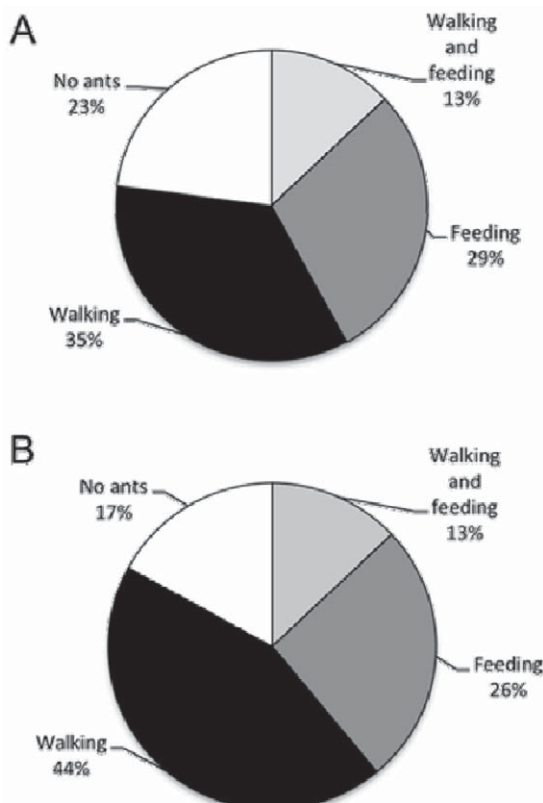 A
Walking
and
feeding
13%
No ants
23%
Feeding
29%
Walking
35%
B
Walking
and
feeding
13%
No ants
17%
Feeding
26%
Walking
44%